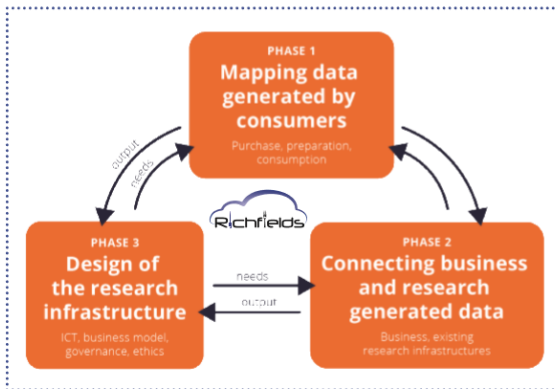 PHASE 1
Mapping data
generated by
consumers
Purchase, preparation,
consumption
output
needs
Richfields
PHASE 3
Design of
the research
infrastructure
ICT, business model,
governance, ethics
needs
output
PHASE 2
Connecting business
and research
generated data
Business, existing
research infrastructures